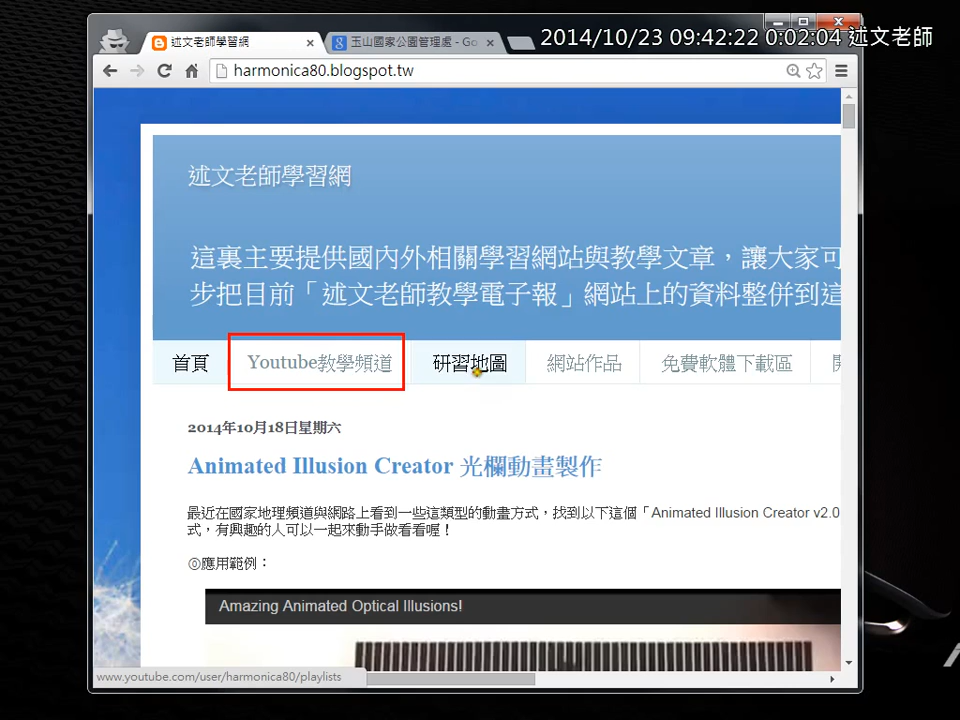 2014/10/23 09:42:22 0:02:04 述文老師
述文老師學習網
玉山國家公園管理處 - Go
harmonica80.blogspot.tw
述文老師學習網
這裏主要提供國內外相關學習網站與教學文章，讓大家可
步把目前「述文老師教學電子報」網站上的資料整併到這
首頁 Youtube教學頻道 研習地圖 網站作品 免費軟體下載區
2014年10月18日星期六
Animated Illusion Creator 光欄動畫製作
最近在國家地理頻道與網路上看到一些這類型的動畫方式，找到以下這個「Animated Illusion Creator v2.0
式，有興趣的人可以一起來動手做看看喔！
◎應用範例：
Amazing Animated Optical Illusions!
www.youtube.com/user/harmonica80/playlists